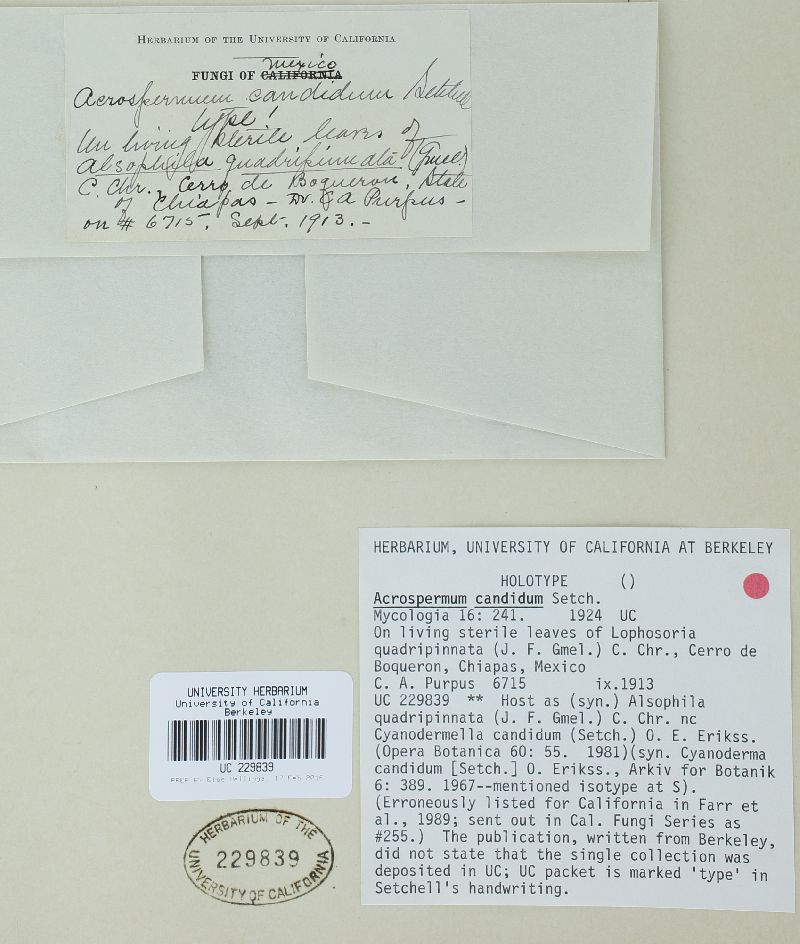 HERBARIUM OF THE UNIVERSITY OF CALIFORNIA
Mexico
FUNGI OF CALIFORNIA
Acrospermum candidum Setchell
type!
On living sterile leaves of
Alsophila quadripinnata (Gmel.)
C. Chr., Cerro de Boqueron, State
of Chiapas - Dr. C A Purpus -
on # 6715. Sept. 1913. -
HERBARIUM, UNIVERSITY OF CALIFORNIA AT BERKELEY
HOLOTYPE ()
Acrospermum candidum Setch.
Mycologia 16: 241. 1924 UC
On living sterile leaves of Lophosoria
quadripinnata (J. F. Gmel.) C. Chr., Cerro de
Boqueron, Chiapas, Mexico
C. A. Purpus 6715 ix.1913
UC 229839 ** Host as (syn.) Alsophila
quadripinnata (J. F. Gmel.) C. Chr. nc
Cyanodermella candidum (Setch.) O. E. Erikss.
(Opera Botanica 60: 55. 1981)(syn. Cyanoderma
candidum [Setch.] O. Erikss., Arkiv for Botanik
6: 389. 1967--mentioned isotype at S).
(Erroneously listed for California in Farr et
al., 1989; sent out in Cal. Fungi Series as
#255.) The publication, written from Berkeley,
did not state that the single collection was
deposited in UC; UC packet is marked 'type' in
Setchell's handwriting.
UNIVERSITY HERBARIUM
University of California
Berkeley
UC 229839
PREP BY Else Vellinga, 17 Feb 2016
HERBARIUM OF THE
229839
UNIVERSITY OF CALIFORNIA